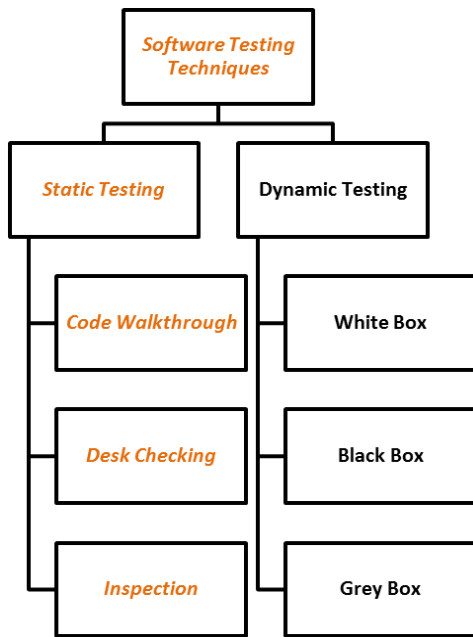 Software Testing
Techniques
Static Testing
Dynamic Testing
Code Walkthrough
White Box
Desk Checking
Black Box
Inspection
Grey Box